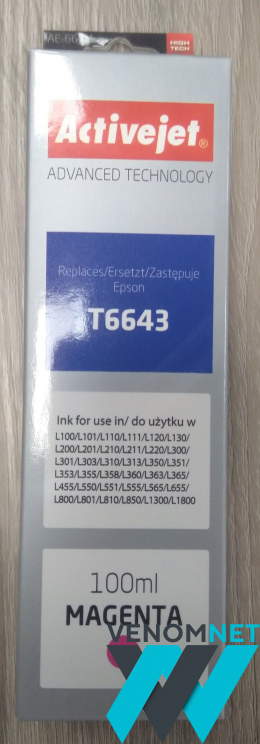 AE-66
HIGH
TECH
Activejet®
ADVANCED TECHNOLOGY
Replaces/Ersetzt/Zastępuje
Epson
T6643
Ink for use in/ do użytku w
L100/L101/L110/L111/L120/L130/
L200/L201/L210/L211/L220/L300/
L301/L303/L310/L313/L350/L351/
L353/L355/L358/L360/L363/L365/
L455/L550/L551/L555/L565/L655/
L800/L801/L810/L850/L1300/L1800
100ml
MAGENTA
VENOMNET